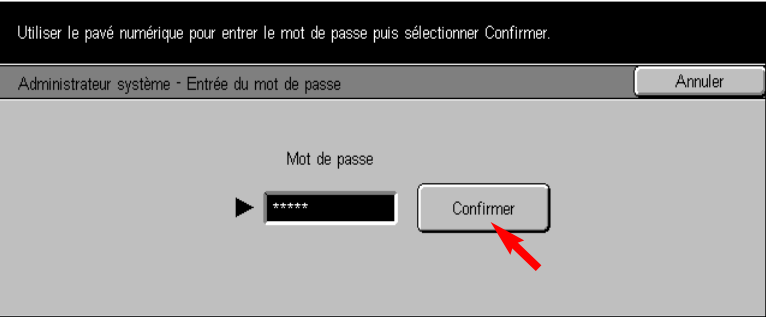 Utiliser le pavé numérique pour entrer le mot de passe puis sélectionner Confirmer.
Administrateur système - Entrée du mot de passe
Annuler
Mot de passe
*****
Confirmer